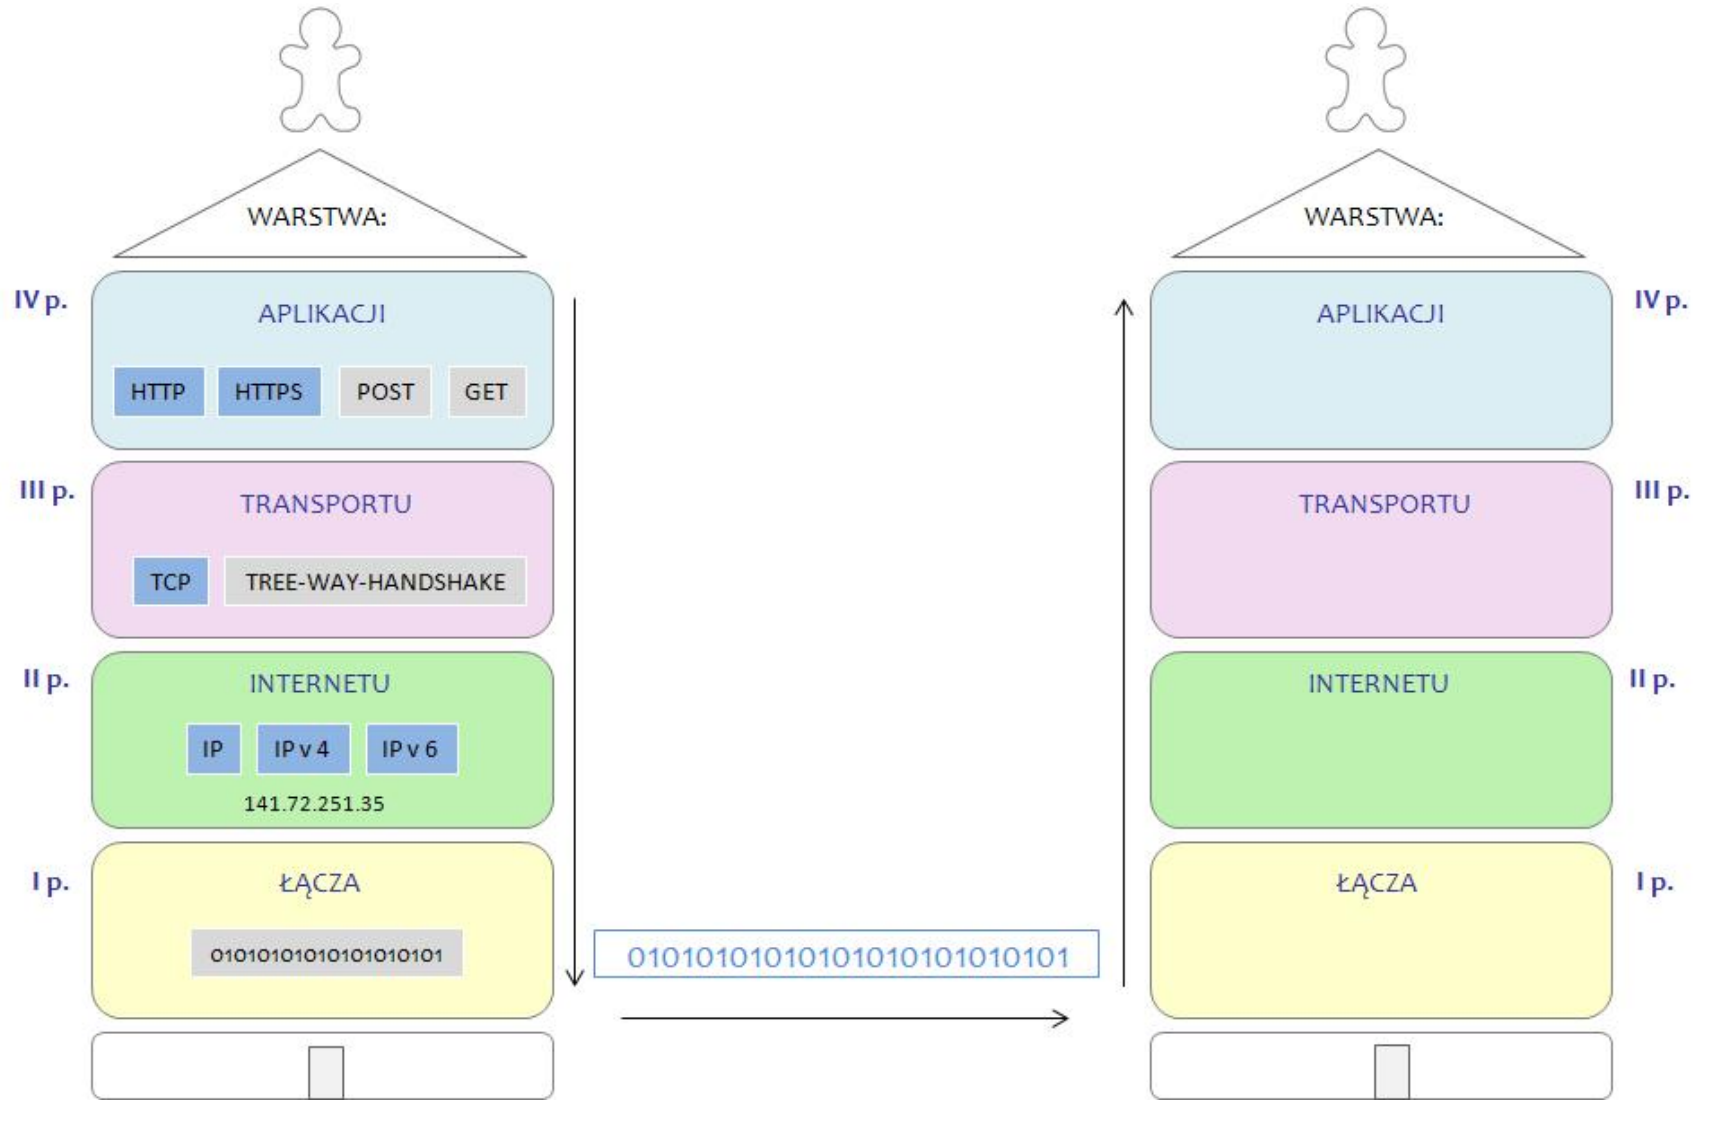 WARSTWA:
IV p.
APLIKACJI
HTTP HTTPS POST GET
III p.
TRANSPORTU
TCP TREE-WAY-HANDSHAKE
II p.
INTERNETU
IP IP v 4 IP v 6
141.72.251.35
I p.
ŁĄCZA
01010101010101010101
01010101010101010101010101
WARSTWA:
APLIKACJI
IV p.
TRANSPORTU
III p.
INTERNETU
II p.
ŁĄCZA
I p.